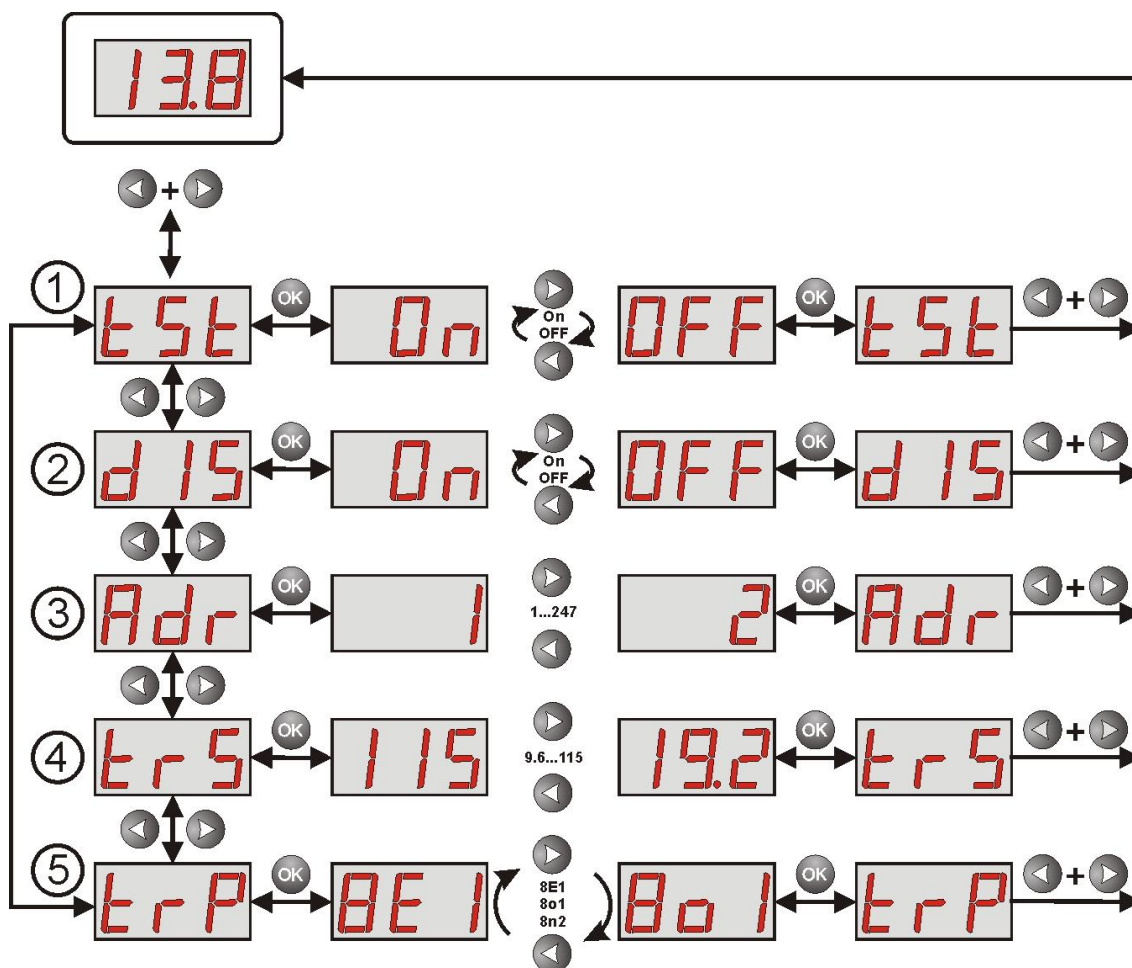 13.8
+
1 tSt OK On On OFF OFF OK tSt +
2 dIS OK On On OFF OFF OK dIS +
3 Adr OK 1 1...247 2 OK Adr +
4 trS OK 115 9.6...115 19.2 OK trS +
5 trP OK 8E1 8E1 8o1 8n2 8o1 OK trP +